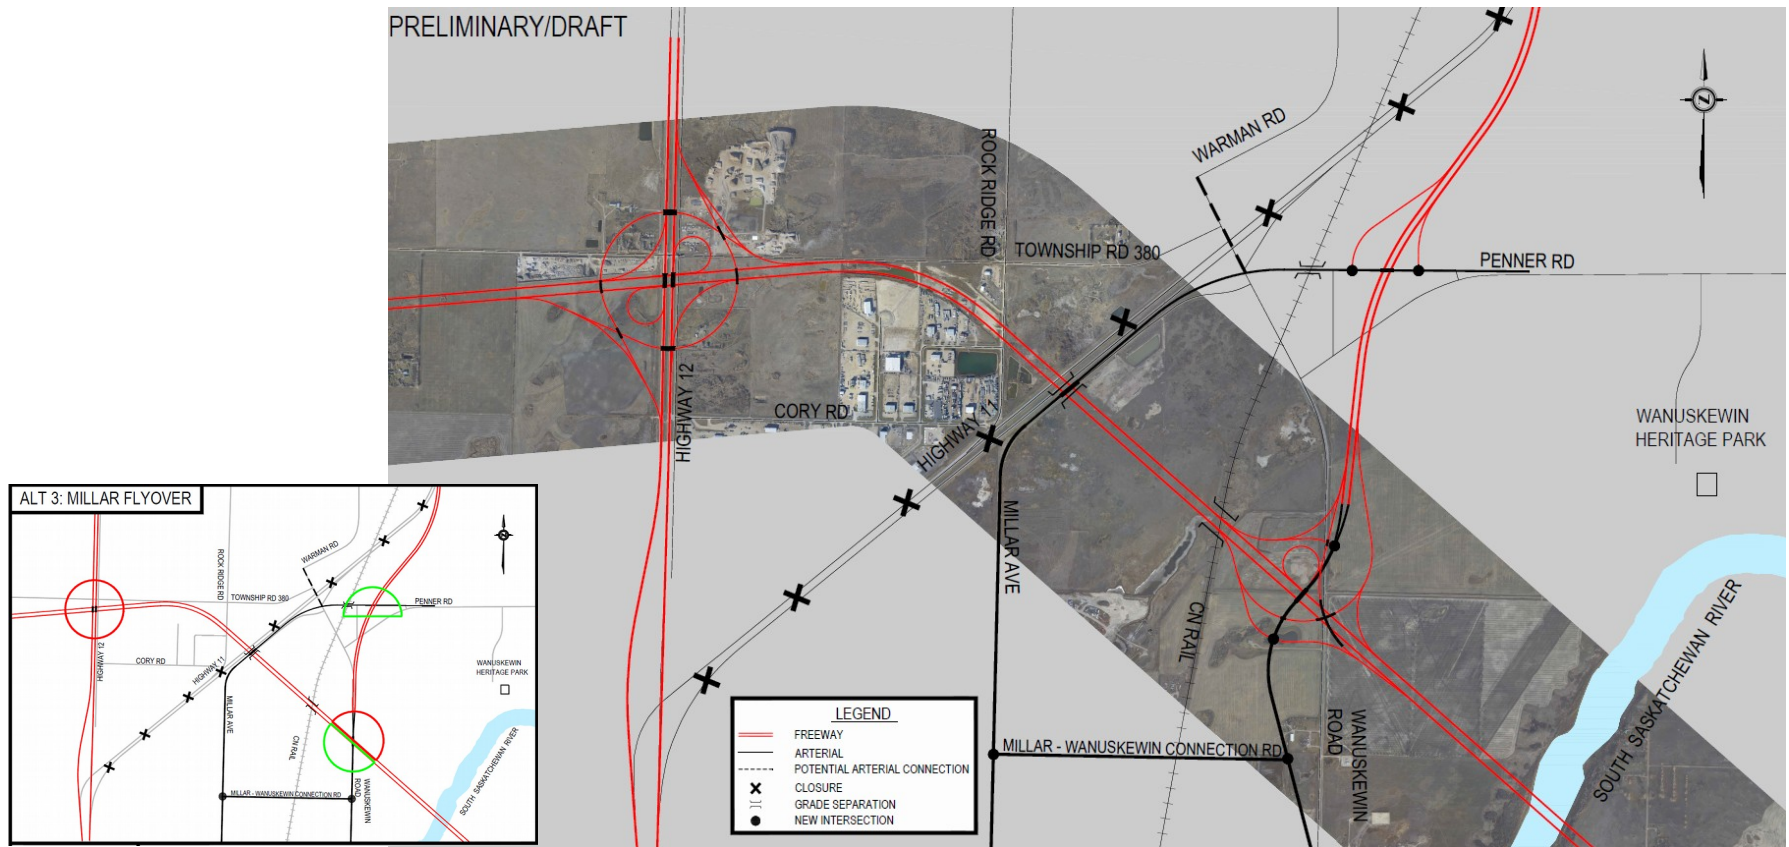 PRELIMINARY/DRAFT
WARMAN RD
ROCK RIDGE RD
TOWNSHIP RD 380
PENNER RD
HIGHWAY 12
CORY RD
HIGHWAY 11
WANUSKEWIN
HERITAGE PARK
MILLAR AVE
CN RAIL
WANUSKEWIN
ROAD
SOUTH SASKATCHEWAN RIVER
MILLAR - WANUSKEWIN CONNECTION RD
N
LEGEND
FREEWAY
ARTERIAL
POTENTIAL ARTERIAL CONNECTION
CLOSURE
GRADE SEPARATION
NEW INTERSECTION
ALT 3: MILLAR FLYOVER
WARMAN RD
ROCK RIDGE RD
TOWNSHIP RD 380
PENNER RD
HIGHWAY 12
CORY RD
HIGHWAY 11
WANUSKEWIN
HERITAGE PARK
MILLAR AVE
CN RAIL
WANUSKEWIN
ROAD
SOUTH SASKATCHEWAN RIVER
MILLAR - WANUSKEWIN CONNECTION RD
N